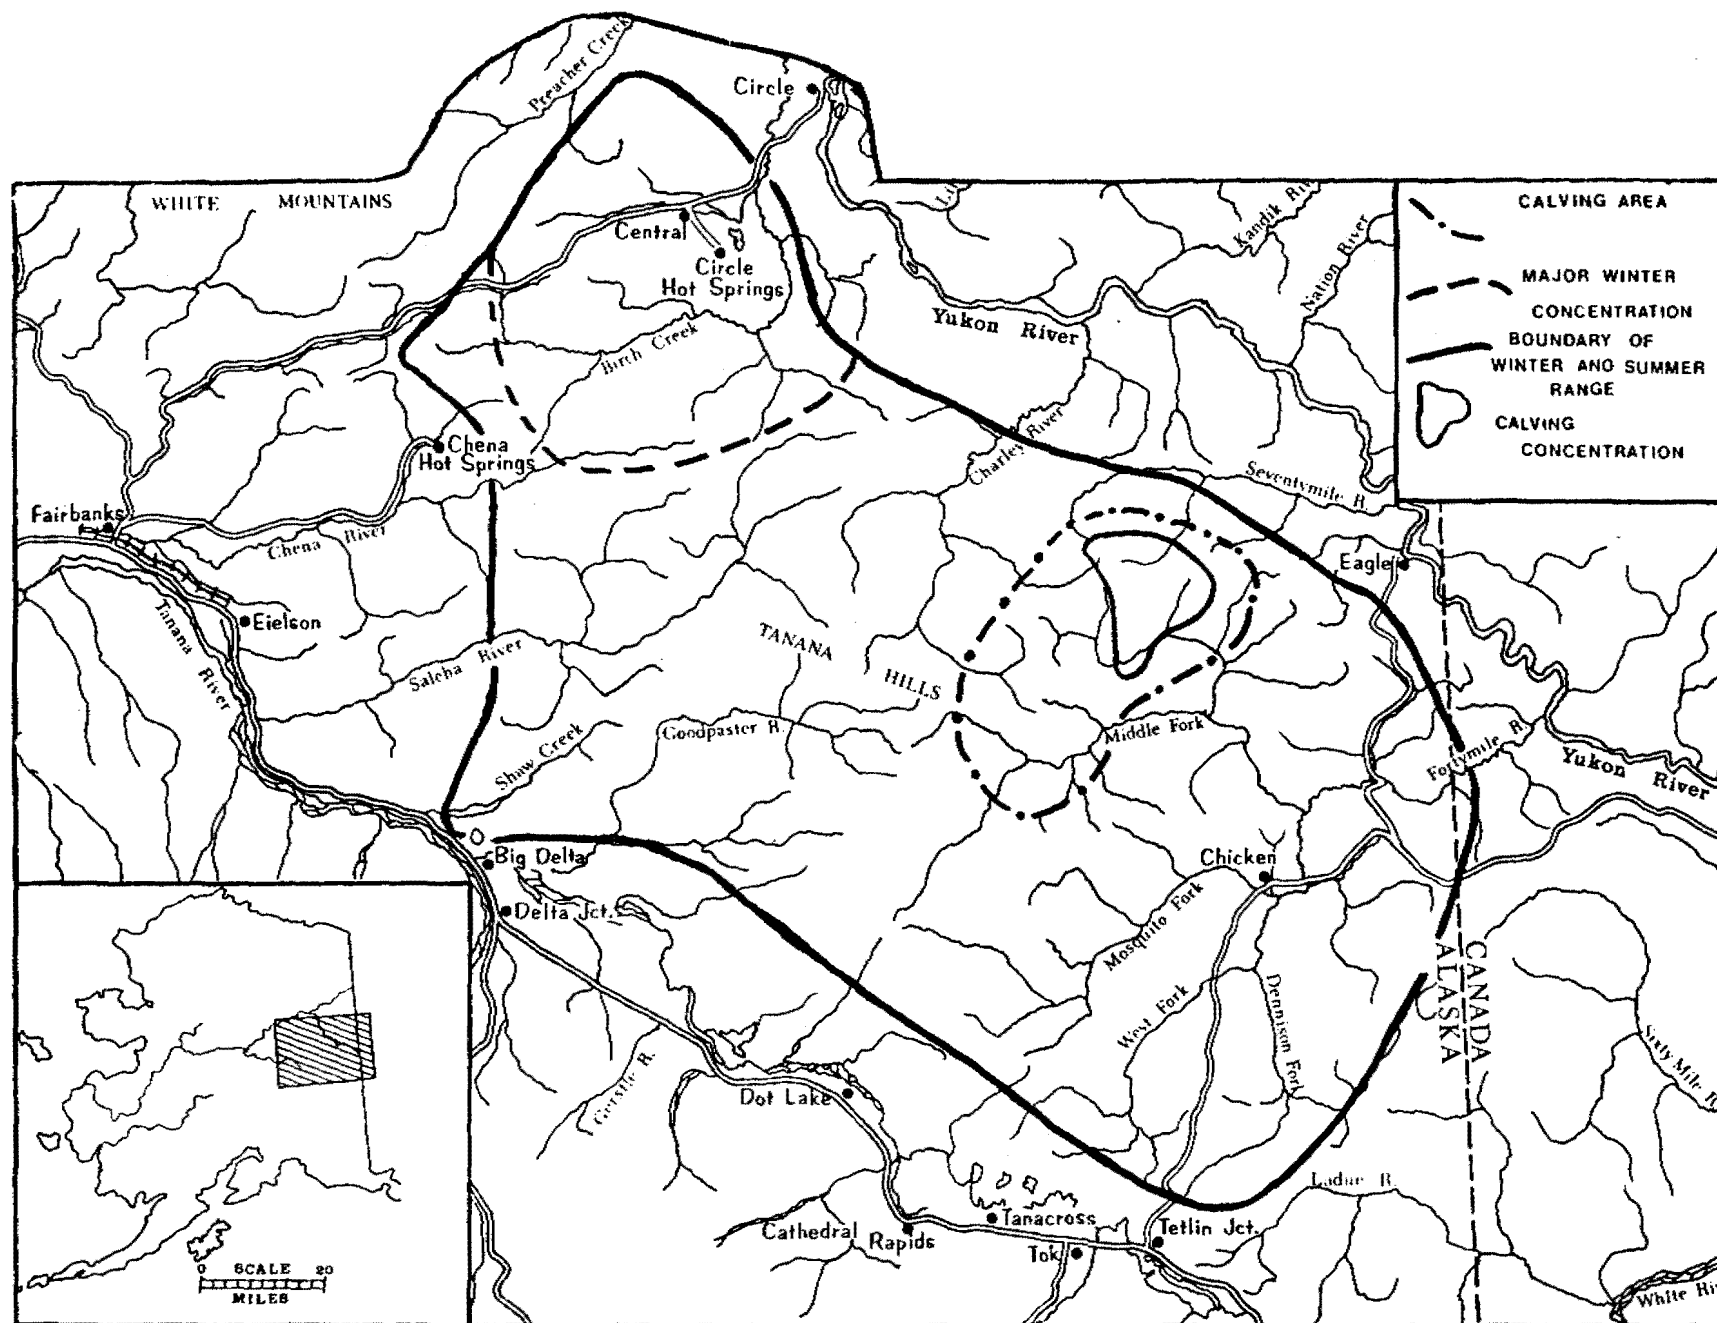 Preacher Creek
Circle
WHITE MOUNTAINS
Central
Circle
Hot Springs
Kandik
Nation River
CALVING AREA
MAJOR WINTER
CONCENTRATION
BOUNDARY OF
WINTER AND SUMMER
RANGE
CALVING
CONCENTRATION
Yukon River
Birch Creek
Chena
Hot Springs
Charley River
Seventymile R.
Fairbanks
Chena River
Eagle
Eielson
Tanana River
Salcha River
TANANA HILLS
Goodpaster R.
Shaw Creek
Middle Fork
Fortymile R.
Yukon River
Big Delta
Chicken
Delta Jct.
Mosquito Fork
West Fork
Dennison Fork
CANADA
ALASKA
Sixty Mile R.
Gerstle R.
Dot Lake
Ladue R.
Cathedral Rapids
Tanacross
Tok
Tetlin Jct.
White
0 SCALE 20
MILES